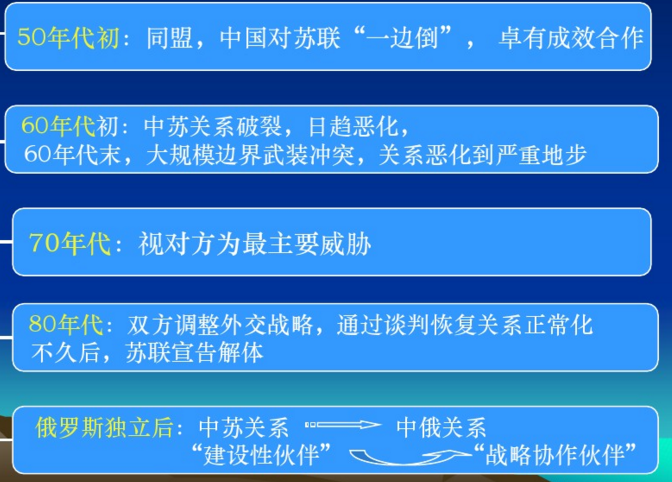 50年代初：同盟，中国对苏联“一边倒”， 卓有成效合作
60年代初：中苏关系破裂，日趋恶化，
60年代末，大规模边界武装冲突，关系恶化到严重地步
70年代：视对方为最主要威胁
80年代：双方调整外交战略，通过谈判恢复关系正常化
不久后，苏联宣告解体
俄罗斯独立后：中苏关系 中俄关系
“建设性伙伴” “战略协作伙伴”